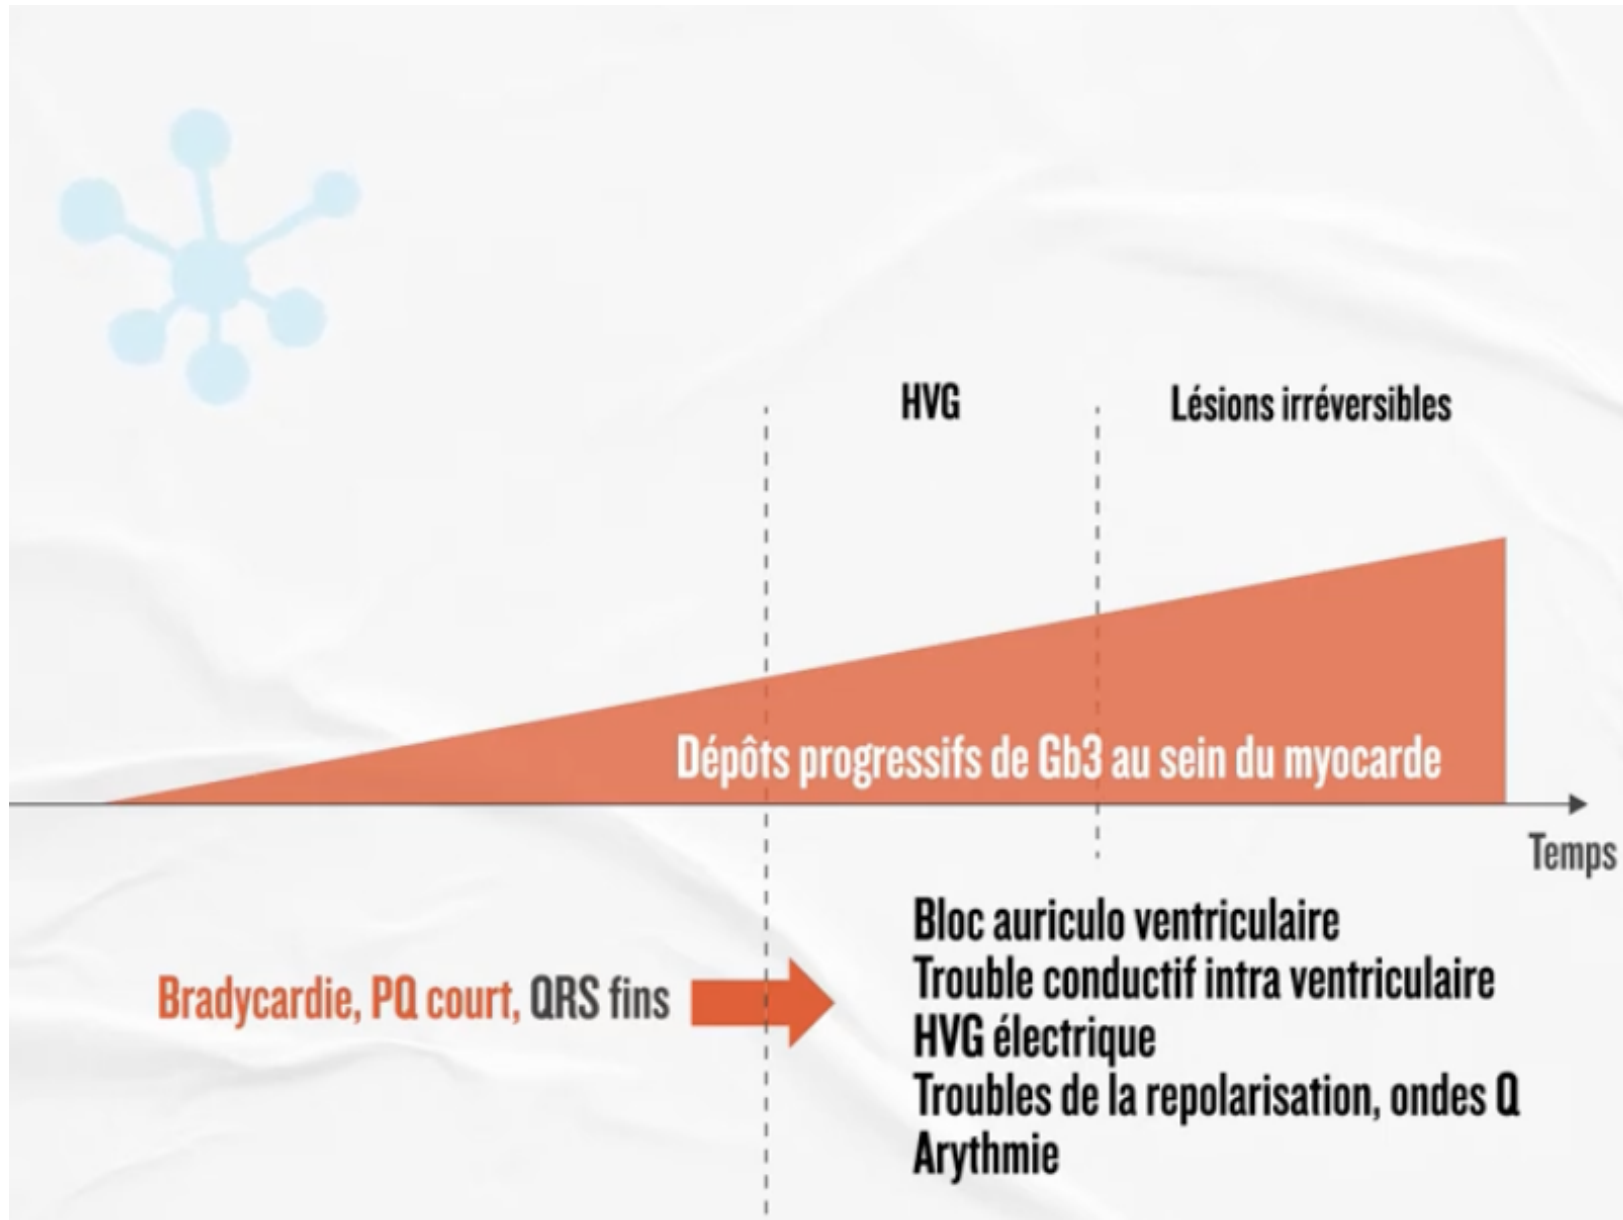 HVG
Lésions irréversibles
Dépôts progressifs de Gb3 au sein du myocarde
Temps
Bradycardie, PQ court, QRS fins
Bloc auriculo ventriculaire
Trouble conductif intra ventriculaire
HVG électrique
Troubles de la repolarisation, ondes Q
Arythmie